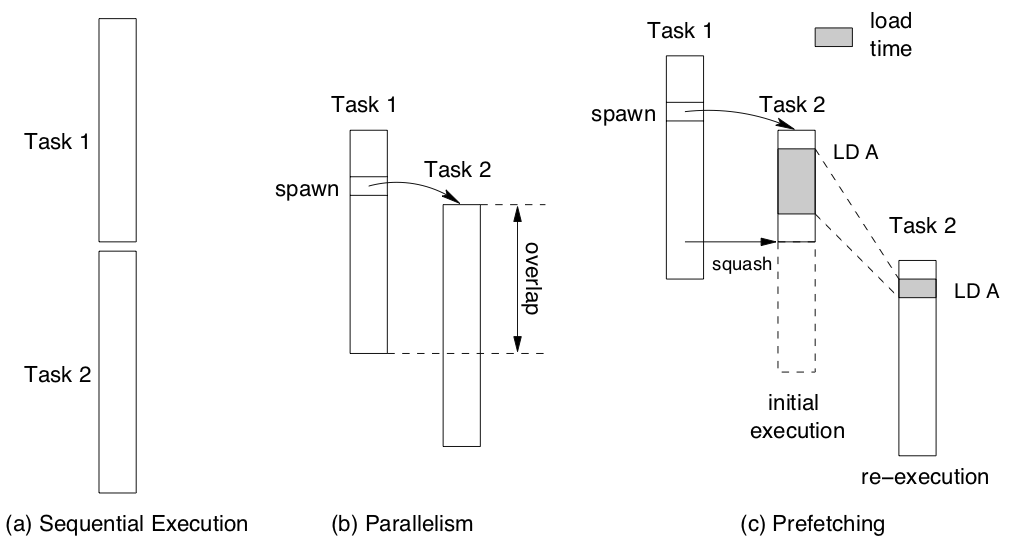 Task 1
Task 2
(a) Sequential Execution
Task 1
spawn
Task 2
overlap
(b) Parallelism
load
time
Task 1
spawn
Task 2
LD A
squash
Task 2
LD A
initial
execution
re−execution
(c) Prefetching